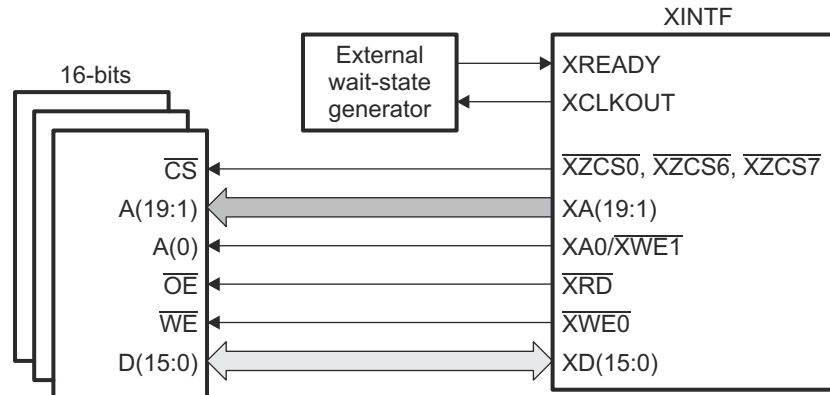 XINTF
External
wait-state
generator
XREADY
XCLKOUT
16-bits
CS
XZCS0, XZCS6, XZCS7
A(19:1)
XA(19:1)
A(0)
XA0/XWE1
OE
XRD
WE
XWE0
D(15:0)
XD(15:0)